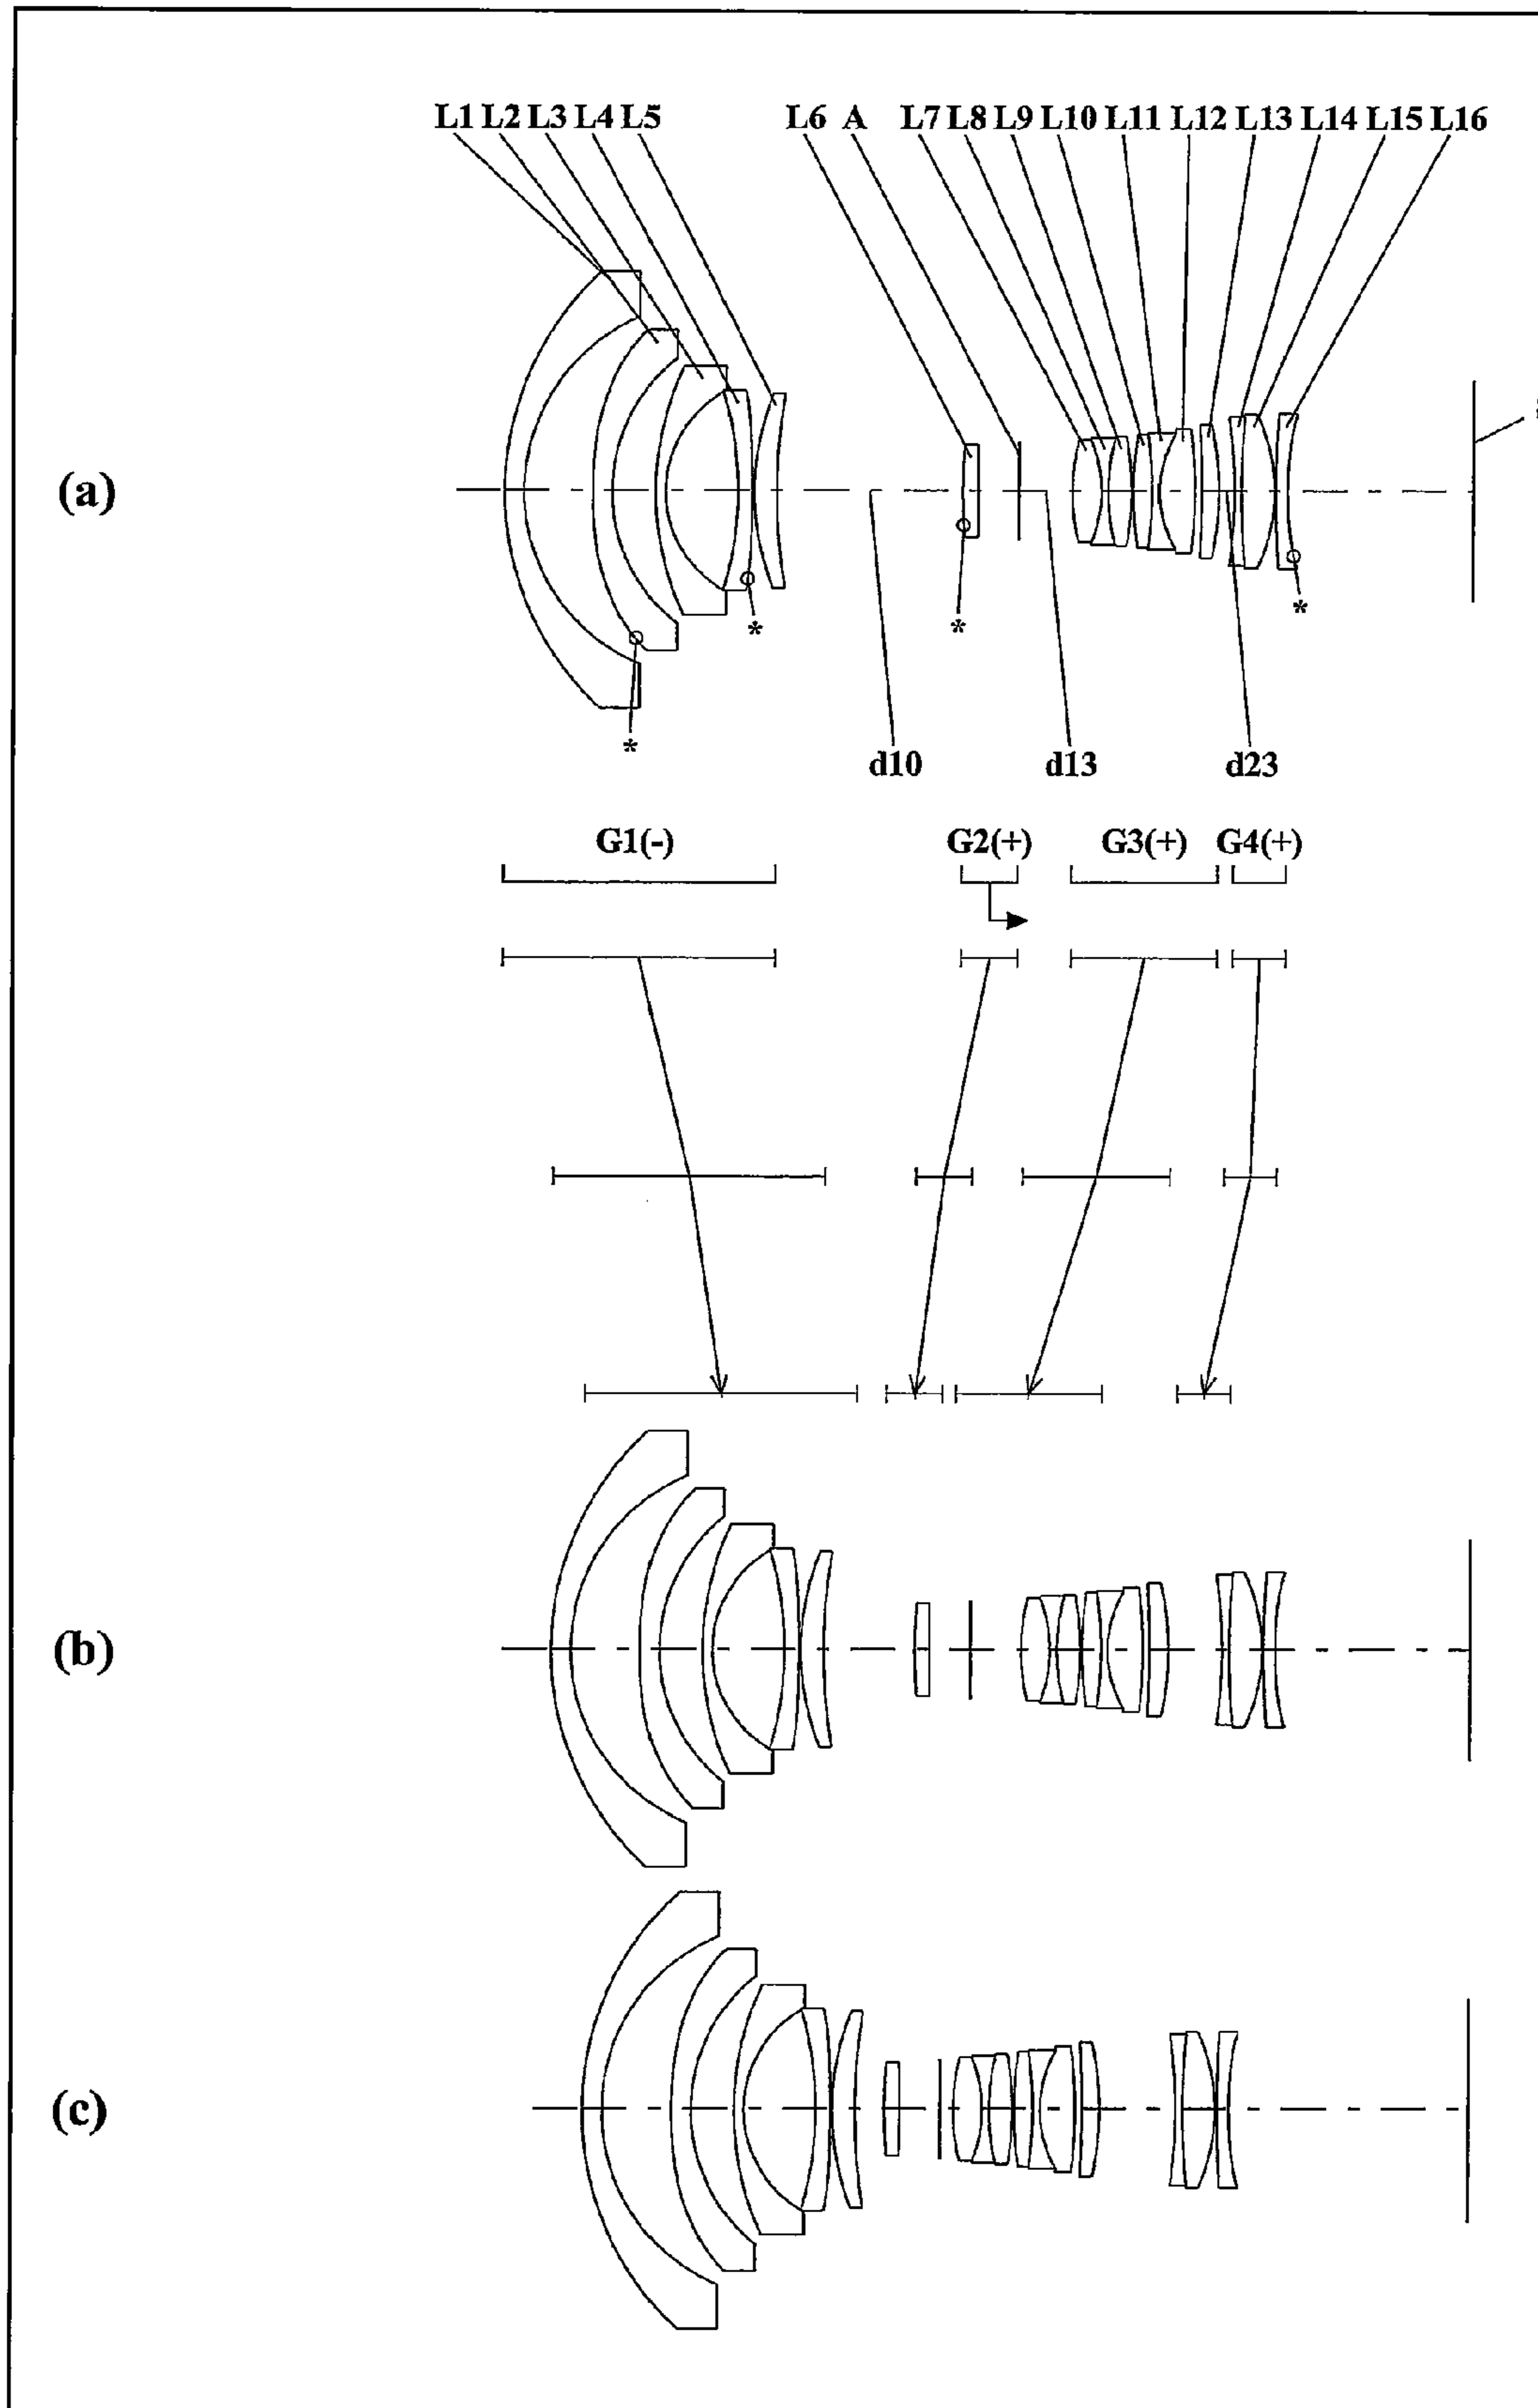 L1 L2 L3 L4 L5 L6 A L7 L8 L9 L10 L11 L12 L13 L14 L15 L16
(a)
* * * *
d10 d13 d23
G1(-) G2(+) G3(+) G4(+)
(b)
(c)